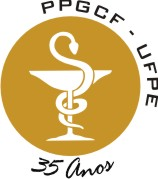 PPGCF - UFPE
35 Anos